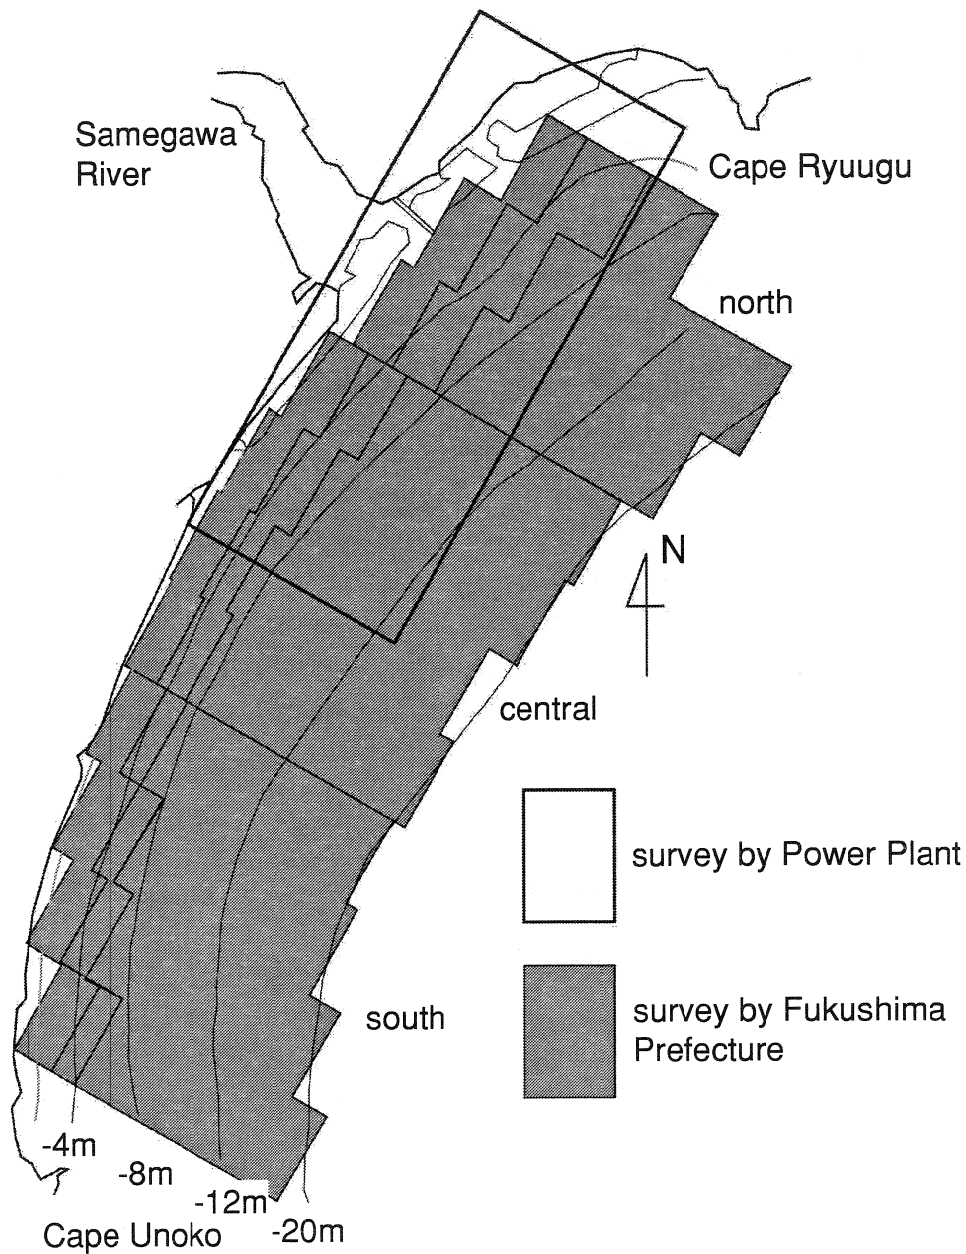 Samegawa
River
Cape Ryuugu
north
N
central
survey by Power Plant
survey by Fukushima
Prefecture
south
-4m
-8m
-12m
-20m
Cape Unoko